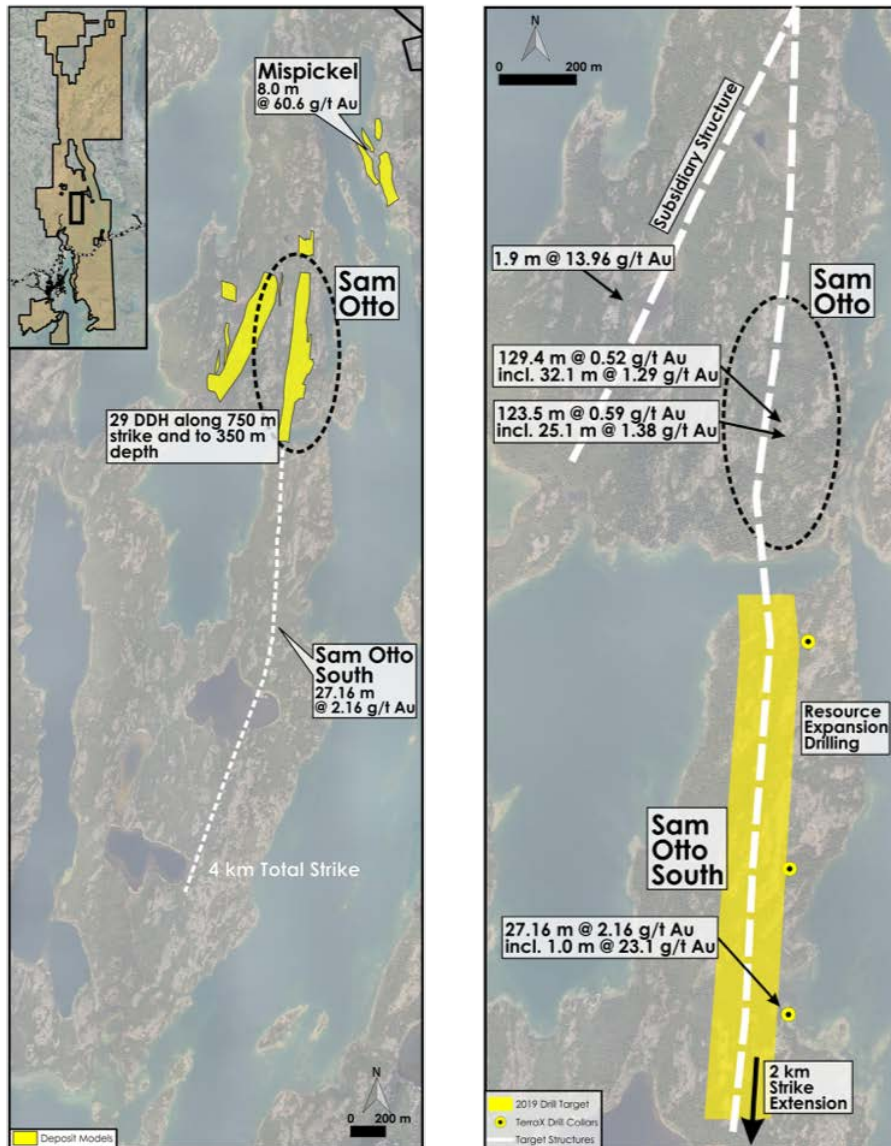 Mispickel
8.0 m
@ 60.6 g/t Au
Sam
Otto
29 DDH along 750 m
strike and to 350 m
depth
Sam Otto
South
27.16 m
@ 2.16 g/t Au
4 km Total Strike
N
0 200 m
Deposit Models
N
0 200 m
Subsidiary Structure
1.9 m @ 13.96 g/t Au
Sam
Otto
129.4 m @ 0.52 g/t Au
incl. 32.1 m @ 1.29 g/t Au
123.5 m @ 0.59 g/t Au
incl. 25.1 m @ 1.38 g/t Au
Resource
Expansion
Drilling
Sam
Otto
South
27.16 m @ 2.16 g/t Au
incl. 1.0 m @ 23.1 g/t Au
2 km
Strike
Extension
2019 Drill Target
TerraX Drill Collars
Target Structures